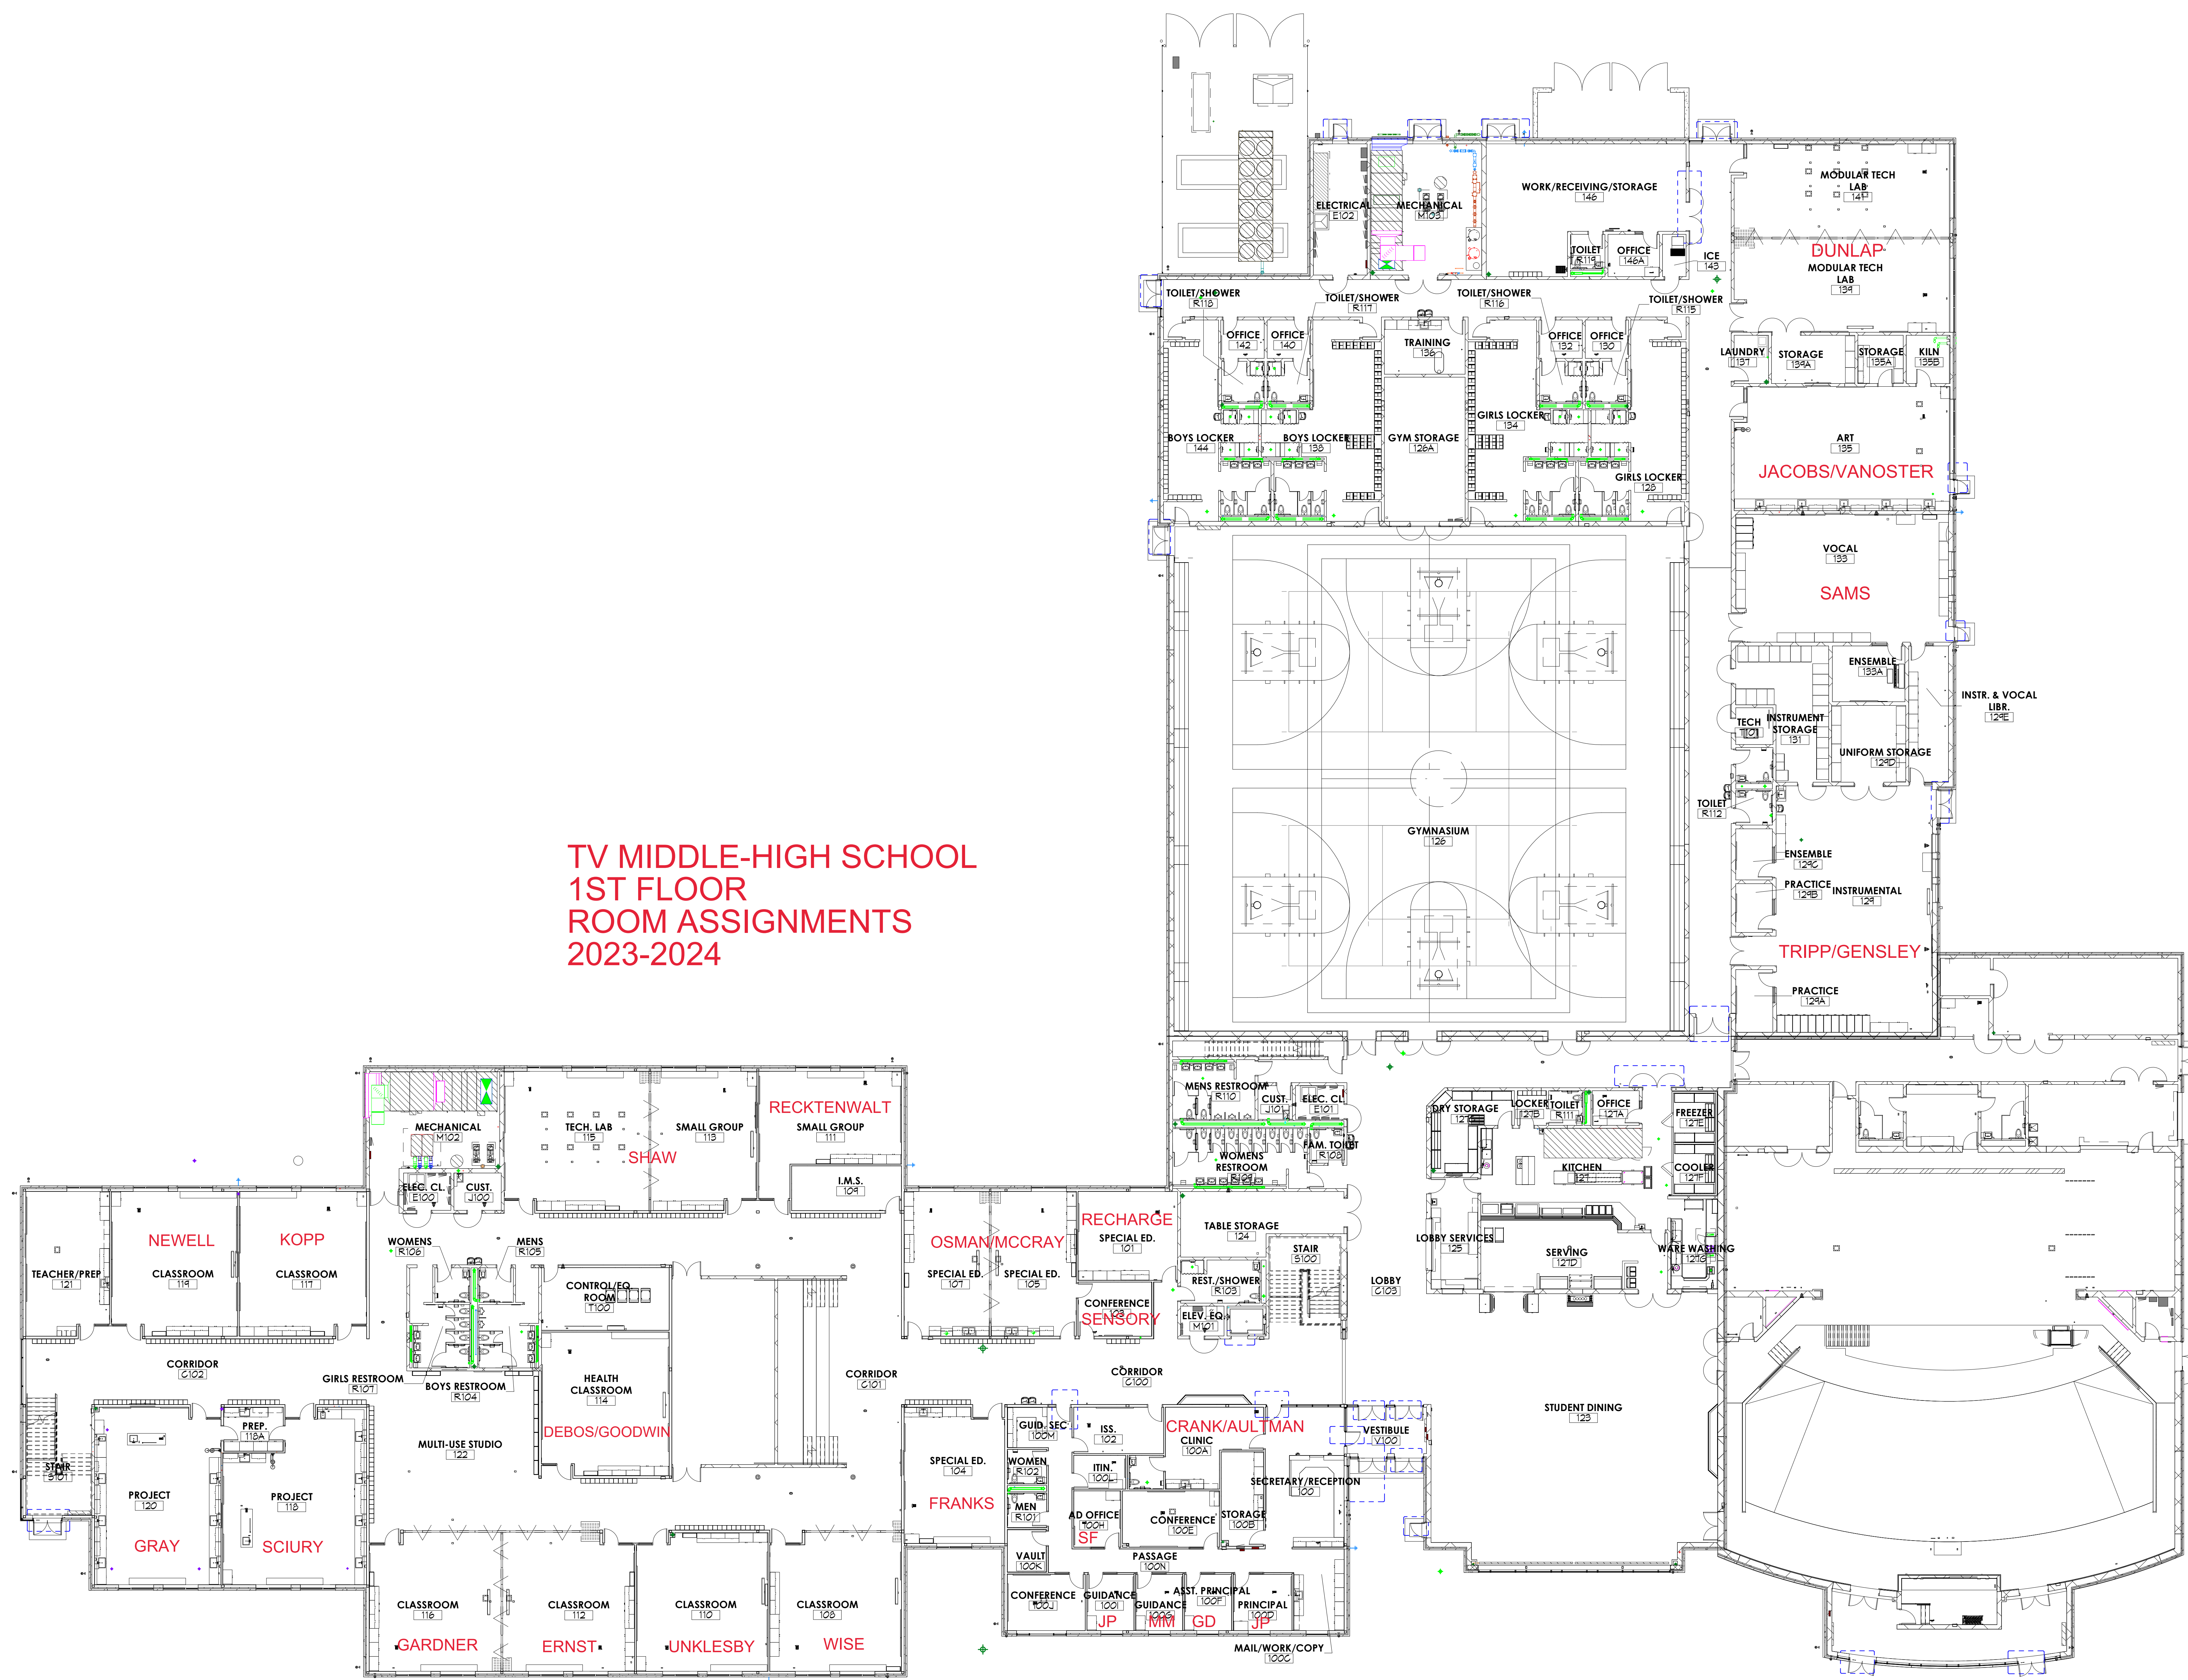 ELECTRICAL
E102
MECHANICAL
M103
WORK/RECEIVING/STORAGE
146
TOILET
R119
OFFICE
146A
ICE
143
MODULAR TECH
LAB
141
DUNLAP
MODULAR TECH
LAB
139
TOILET/SHOWER
R118
TOILET/SHOWER
R117
TOILET/SHOWER
R116
TOILET/SHOWER
R115
OFFICE
142
OFFICE
140
TRAINING
136
OFFICE
132
OFFICE
130
LAUNDRY
137
STORAGE
139A
STORAGE
135A
KILN
135B
BOYS LOCKER
144
BOYS LOCKER
138
GYM STORAGE
126A
GIRLS LOCKER
134
GIRLS LOCKER
128
ART
135
JACOBS/VANOSTER
VOCAL
133
SAMS
ENSEMBLE
133A
INSTR. & VOCAL
LIBR.
129E
TECH
T101
INSTRUMENT
STORAGE
131
UNIFORM STORAGE
129D
TOILET
R112
GYMNASIUM
126
ENSEMBLE
129C
PRACTICE
129B
INSTRUMENTAL
129
TRIPP/GENSLEY
PRACTICE
129A
TV MIDDLE-HIGH SCHOOL
1ST FLOOR
ROOM ASSIGNMENTS
2023-2024
MECHANICAL
M102
TECH. LAB
115
SMALL GROUP
113
SHAW
RECKTENWALT
SMALL GROUP
111
I.M.S.
109
ELEC. CL.
E100
CUST.
J100
MENS RESTROOM
R110
CUST.
J101
ELEC. CL.
E101
FAM. TOILET
R108
WOMENS
RESTROOM
R109
DRY STORAGE
LOCKER
127B
TOILET
R111
OFFICE
127A
FREEZER
127E
KITCHEN
127
COOLER
127F
LOBBY SERVICES
125
SERVING
127D
WARE WASHING
127G
TABLE STORAGE
124
STAIR
S100
LOBBY
C103
REST./SHOWER
R103
ELEV. EQ.
M101
RECHARGE
SPECIAL ED.
101
OSMAN/MCCRAY
SPECIAL ED.
107
SPECIAL ED.
105
CONFERENCE
103
SENSORY
TEACHER/PREP
121
NEWELL
CLASSROOM
119
KOPP
CLASSROOM
117
WOMENS
R106
MENS
R105
CONTROL/EQ.
ROOM
T100
CORRIDOR
C102
GIRLS RESTROOM
R107
BOYS RESTROOM
R104
HEALTH
CLASSROOM
114
DEBOS/GOODWIN
CORRIDOR
C101
CORRIDOR
C100
MULTI-USE STUDIO
122
STAIR
S101
PROJECT
120
GRAY
PREP.
118A
PROJECT
118
SCIURY
SPECIAL ED.
104
FRANKS
GUID. SEC
100M
WOMEN
R102
MEN
R101
VAULT
100K
ISS.
102
ITIN.
100L
AD OFFICE
100H
SF
CRANK/AULTMAN
CLINIC
100A
CONFERENCE
100E
STORAGE
100B
SECRETARY/RECEPTION
100
VESTIBULE
V100
STUDENT DINING
123
PASSAGE
100N
CONFERENCE
100J
GUIDANCE
100I
JP
GUIDANCE
100G
MM
ASST. PRINCIPAL
100F
GD
PRINCIPAL
100D
JP
MAIL/WORK/COPY
100C
CLASSROOM
116
GARDNER
CLASSROOM
112
ERNST
CLASSROOM
110
UNKLESBY
CLASSROOM
108
WISE